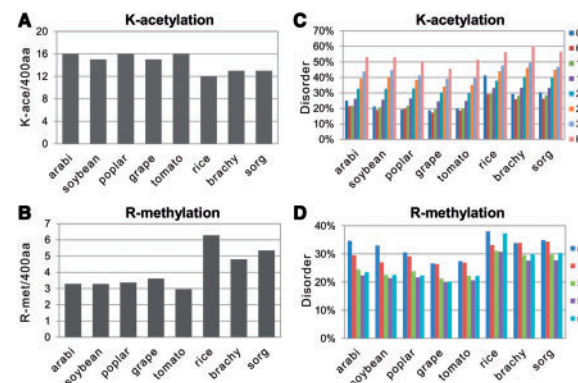 A K-acetylation
K-ace/400aa
20
16
12
8
4
0
arabi
soybean
poplar
grape
tomato
rice
brachy
sorg
C K-acetylation
Disorder
70%
60%
50%
40%
30%
20%
10%
arabi
soybean
poplar
grape
tomato
rice
brachy
sorg
B R-methylation
R-met/400aa
7
6
5
4
3
2
1
0
arabi
soybean
poplar
grape
tomato
rice
brachy
sorg
D R-methylation
Disorder
40%
30%
20%
10%
arabi
soybean
poplar
grape
tomato
rice
brachy
sorg